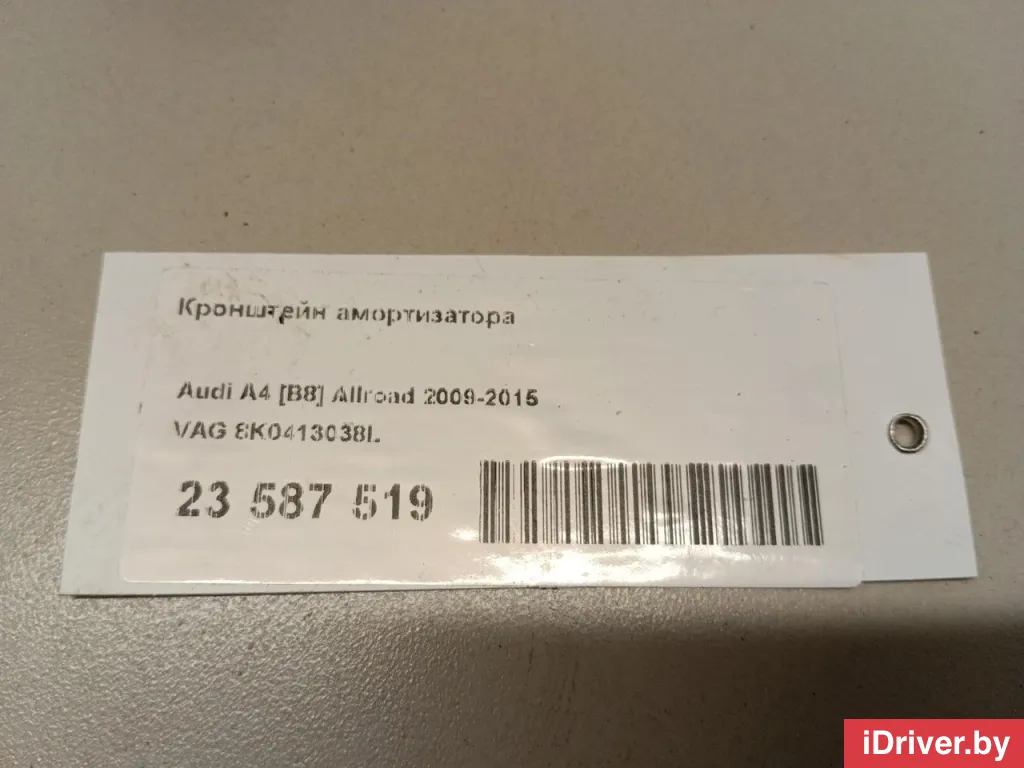 Кронштейн амортизатора
Audi A4 [B8] Allroad 2009-2015
VAG 8K0413038L
23 587 519
iDriver.by